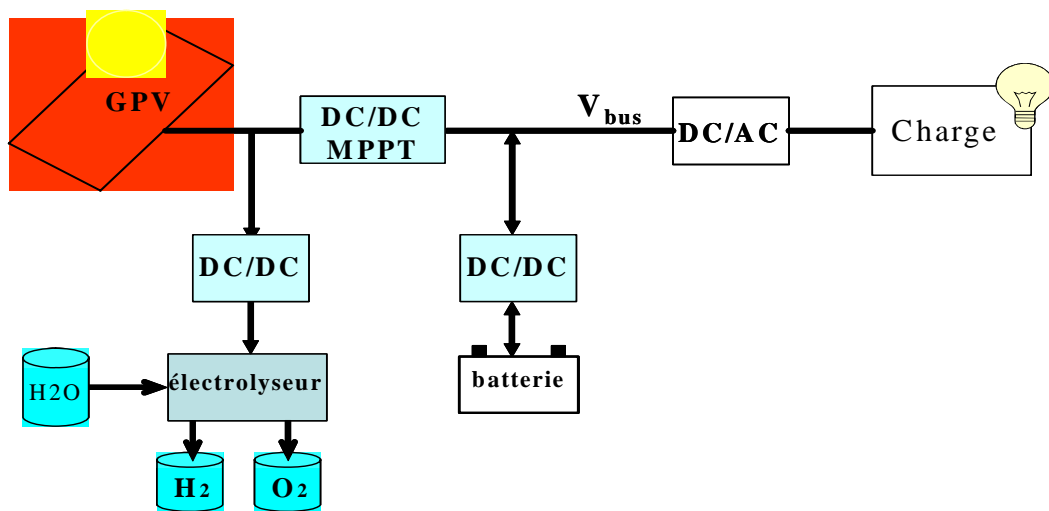 GPV
DC/DC
MPPT
V bus
DC/AC
Charge
DC/DC
DC/DC
H2O
électrolyseur
batterie
H2
O2